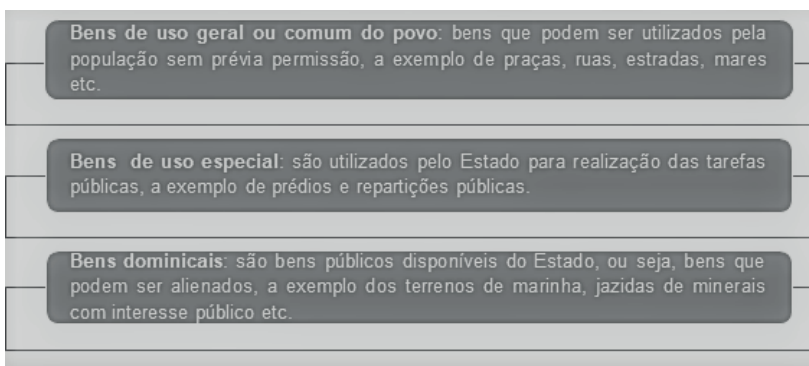 Bens de uso geral ou comum do povo: bens que podem ser utilizados pela
população sem prévia permissão, a exemplo de praças, ruas, estradas, mares
etc.
Bens de uso especial: são utilizados pelo Estado para realização das tarefas
públicas, a exemplo de prédios e repartições públicas.
Bens dominicais: são bens públicos disponíveis do Estado, ou seja, bens que
podem ser alienados, a exemplo dos terrenos de marinha, jazidas de minerais
com interesse público etc.